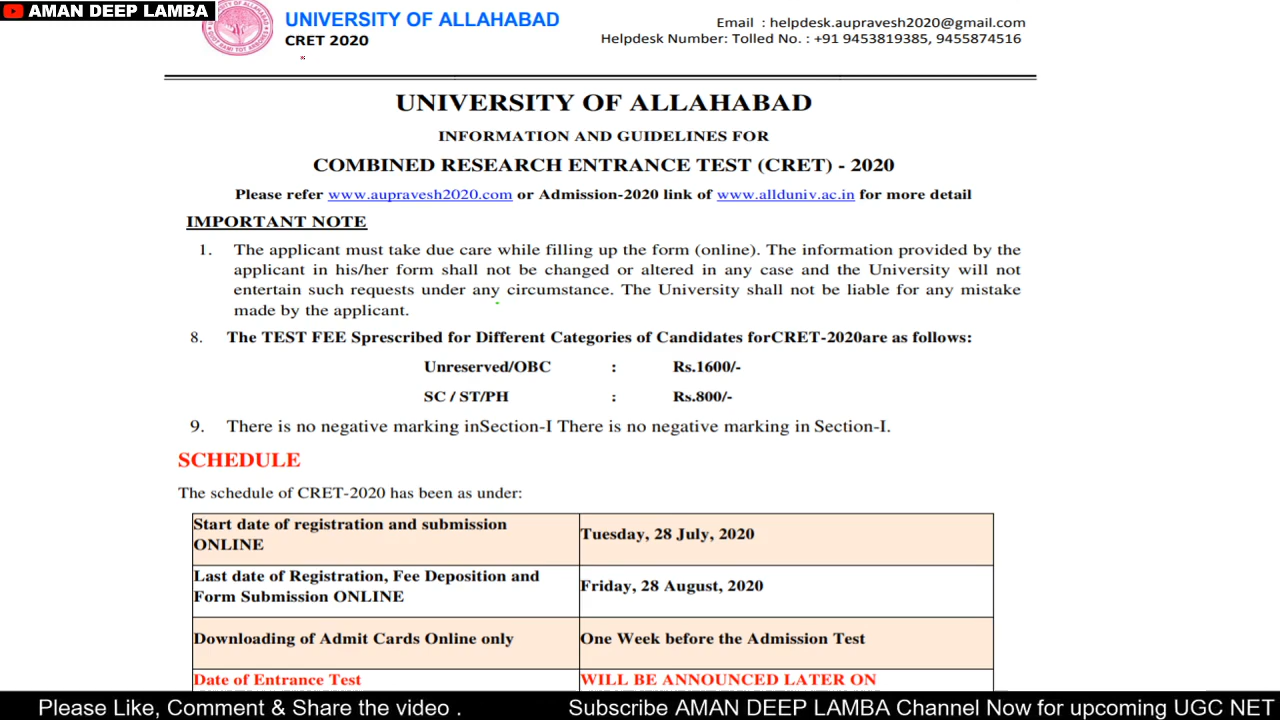 AMAN DEEP LAMBA
UNIVERSITY OF ALLAHABAD
CRET 2020
Email : helpdesk.aupravesh2020@gmail.com
Helpdesk Number: Tolled No. : +91 9453819385, 9455874516
UNIVERSITY OF ALLAHABAD
INFORMATION AND GUIDELINES FOR
COMBINED RESEARCH ENTRANCE TEST (CRET) - 2020
Please refer www.aupravesh2020.com or Admission-2020 link of www.allduniv.ac.in for more detail
IMPORTANT NOTE
1. The applicant must take due care while filling up the form (online). The information provided by the
applicant in his/her form shall not be changed or altered in any case and the University will not
entertain such requests under any circumstance. The University shall not be liable for any mistake
made by the applicant.
8. The TEST FEE Sprescribed for Different Categories of Candidates forCRET-2020are as follows:
Unreserved/OBC : Rs.1600/-
SC / ST/PH : Rs.800/-
9. There is no negative marking inSection-I There is no negative marking in Section-I.
SCHEDULE
The schedule of CRET-2020 has been as under:
Start date of registration and submission
ONLINE
Tuesday, 28 July, 2020
Last date of Registration, Fee Deposition and
Form Submission ONLINE
Friday, 28 August, 2020
Downloading of Admit Cards Online only
One Week before the Admission Test
Date of Entrance Test
WILL BE ANNOUNCED LATER ON
Please Like, Comment & Share the video .
Subscribe AMAN DEEP LAMBA Channel Now for upcoming UGC NET